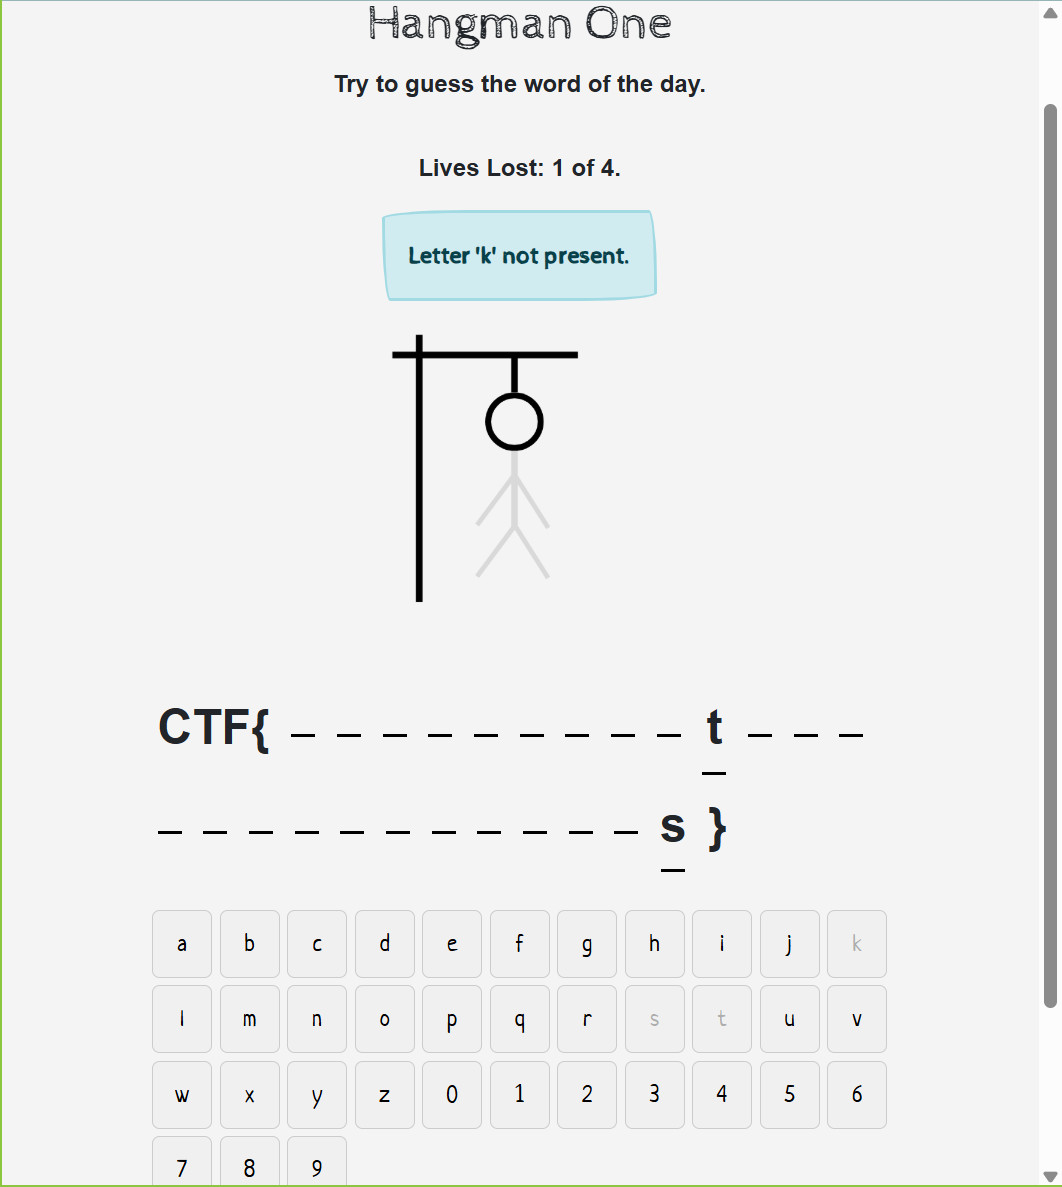 Hangman One
Try to guess the word of the day.
Lives Lost: 1 of 4.
Letter 'k' not present.
CTF{ _ _ _ _ _ _ _ _ _ t _ _ _
_ _ _ _ _ _ _ _ _ _ _ s }
a b c d e f g h i j k
l m n o p q r s t u v
w x y z 0 1 2 3 4 5 6
7 8 9